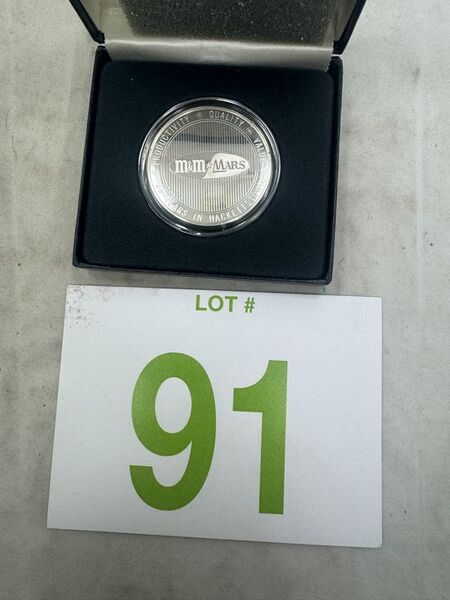 PRODUCTIVITY * QUALITY * VALUE
M&M MARS
YEARS IN HACKETTSTOWN
LOT #
91